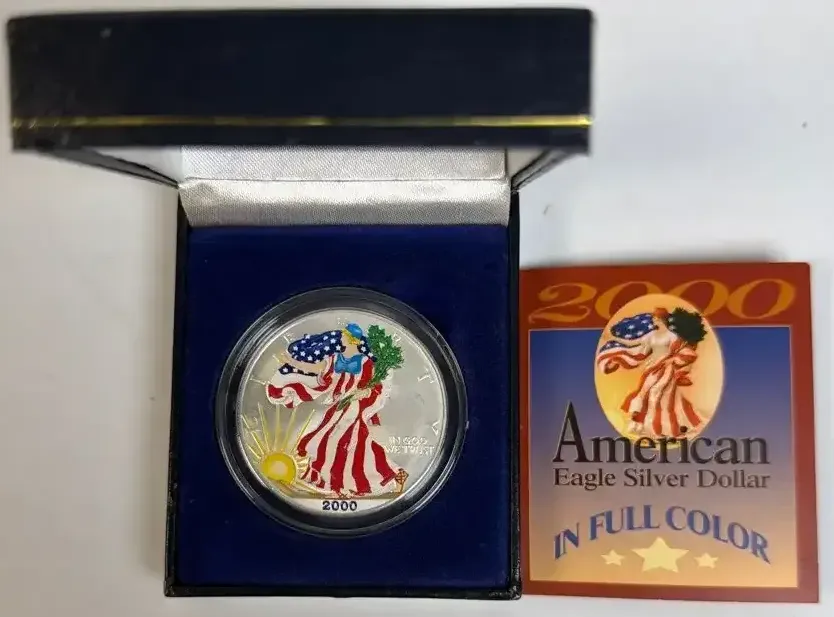 LIBERTY
IN GOD
WE TRUST
2000
2000
American
Eagle Silver Dollar
IN FULL COLOR